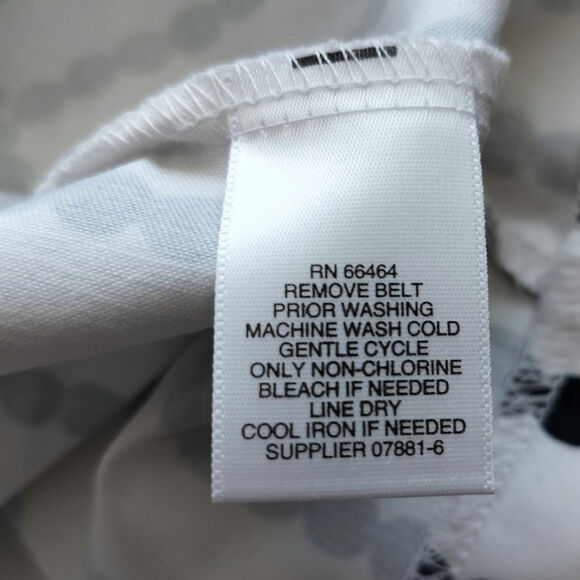 RN 66464
REMOVE BELT
PRIOR WASHING
MACHINE WASH COLD
GENTLE CYCLE
ONLY NON-CHLORINE
BLEACH IF NEEDED
LINE DRY
COOL IRON IF NEEDED
SUPPLIER 07881-6